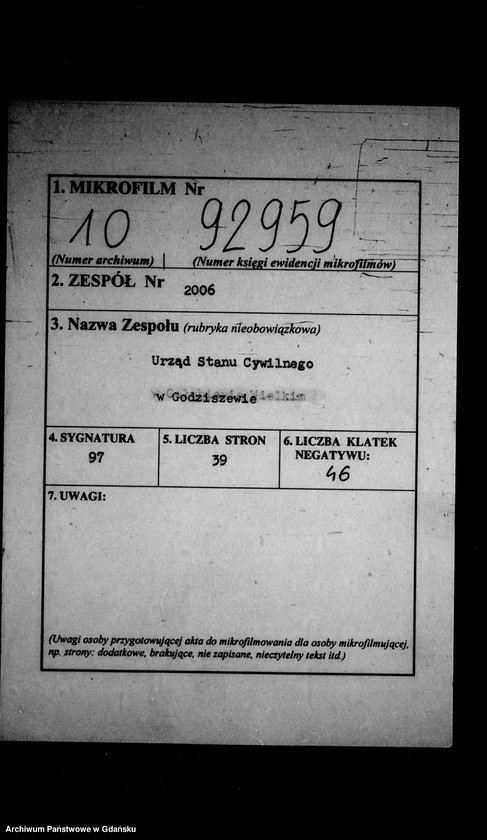 1. MIKROFILM Nr
10 92959
(Numer archiwum) (Numer księgi ewidencji mikrofilmów)
2. ZESPÓŁ Nr
2006
3. Nazwa Zespołu (rubryka nieobowiązkowa)
Urząd Stanu Cywilnego
w Godziszewie
4. SYGNATURA
97
5. LICZBA STRON
39
6. LICZBA KLATEK
NEGATYWU:
46
7. UWAGI:
(Uwagi osoby przygotowującej akta do mikrofilmowania dla osoby mikrofilmującej,
np. strony: dodatkowe, brakujące, nie zapisane, nieczytelny tekst itd.)
Archiwum Państwowe w Gdańsku